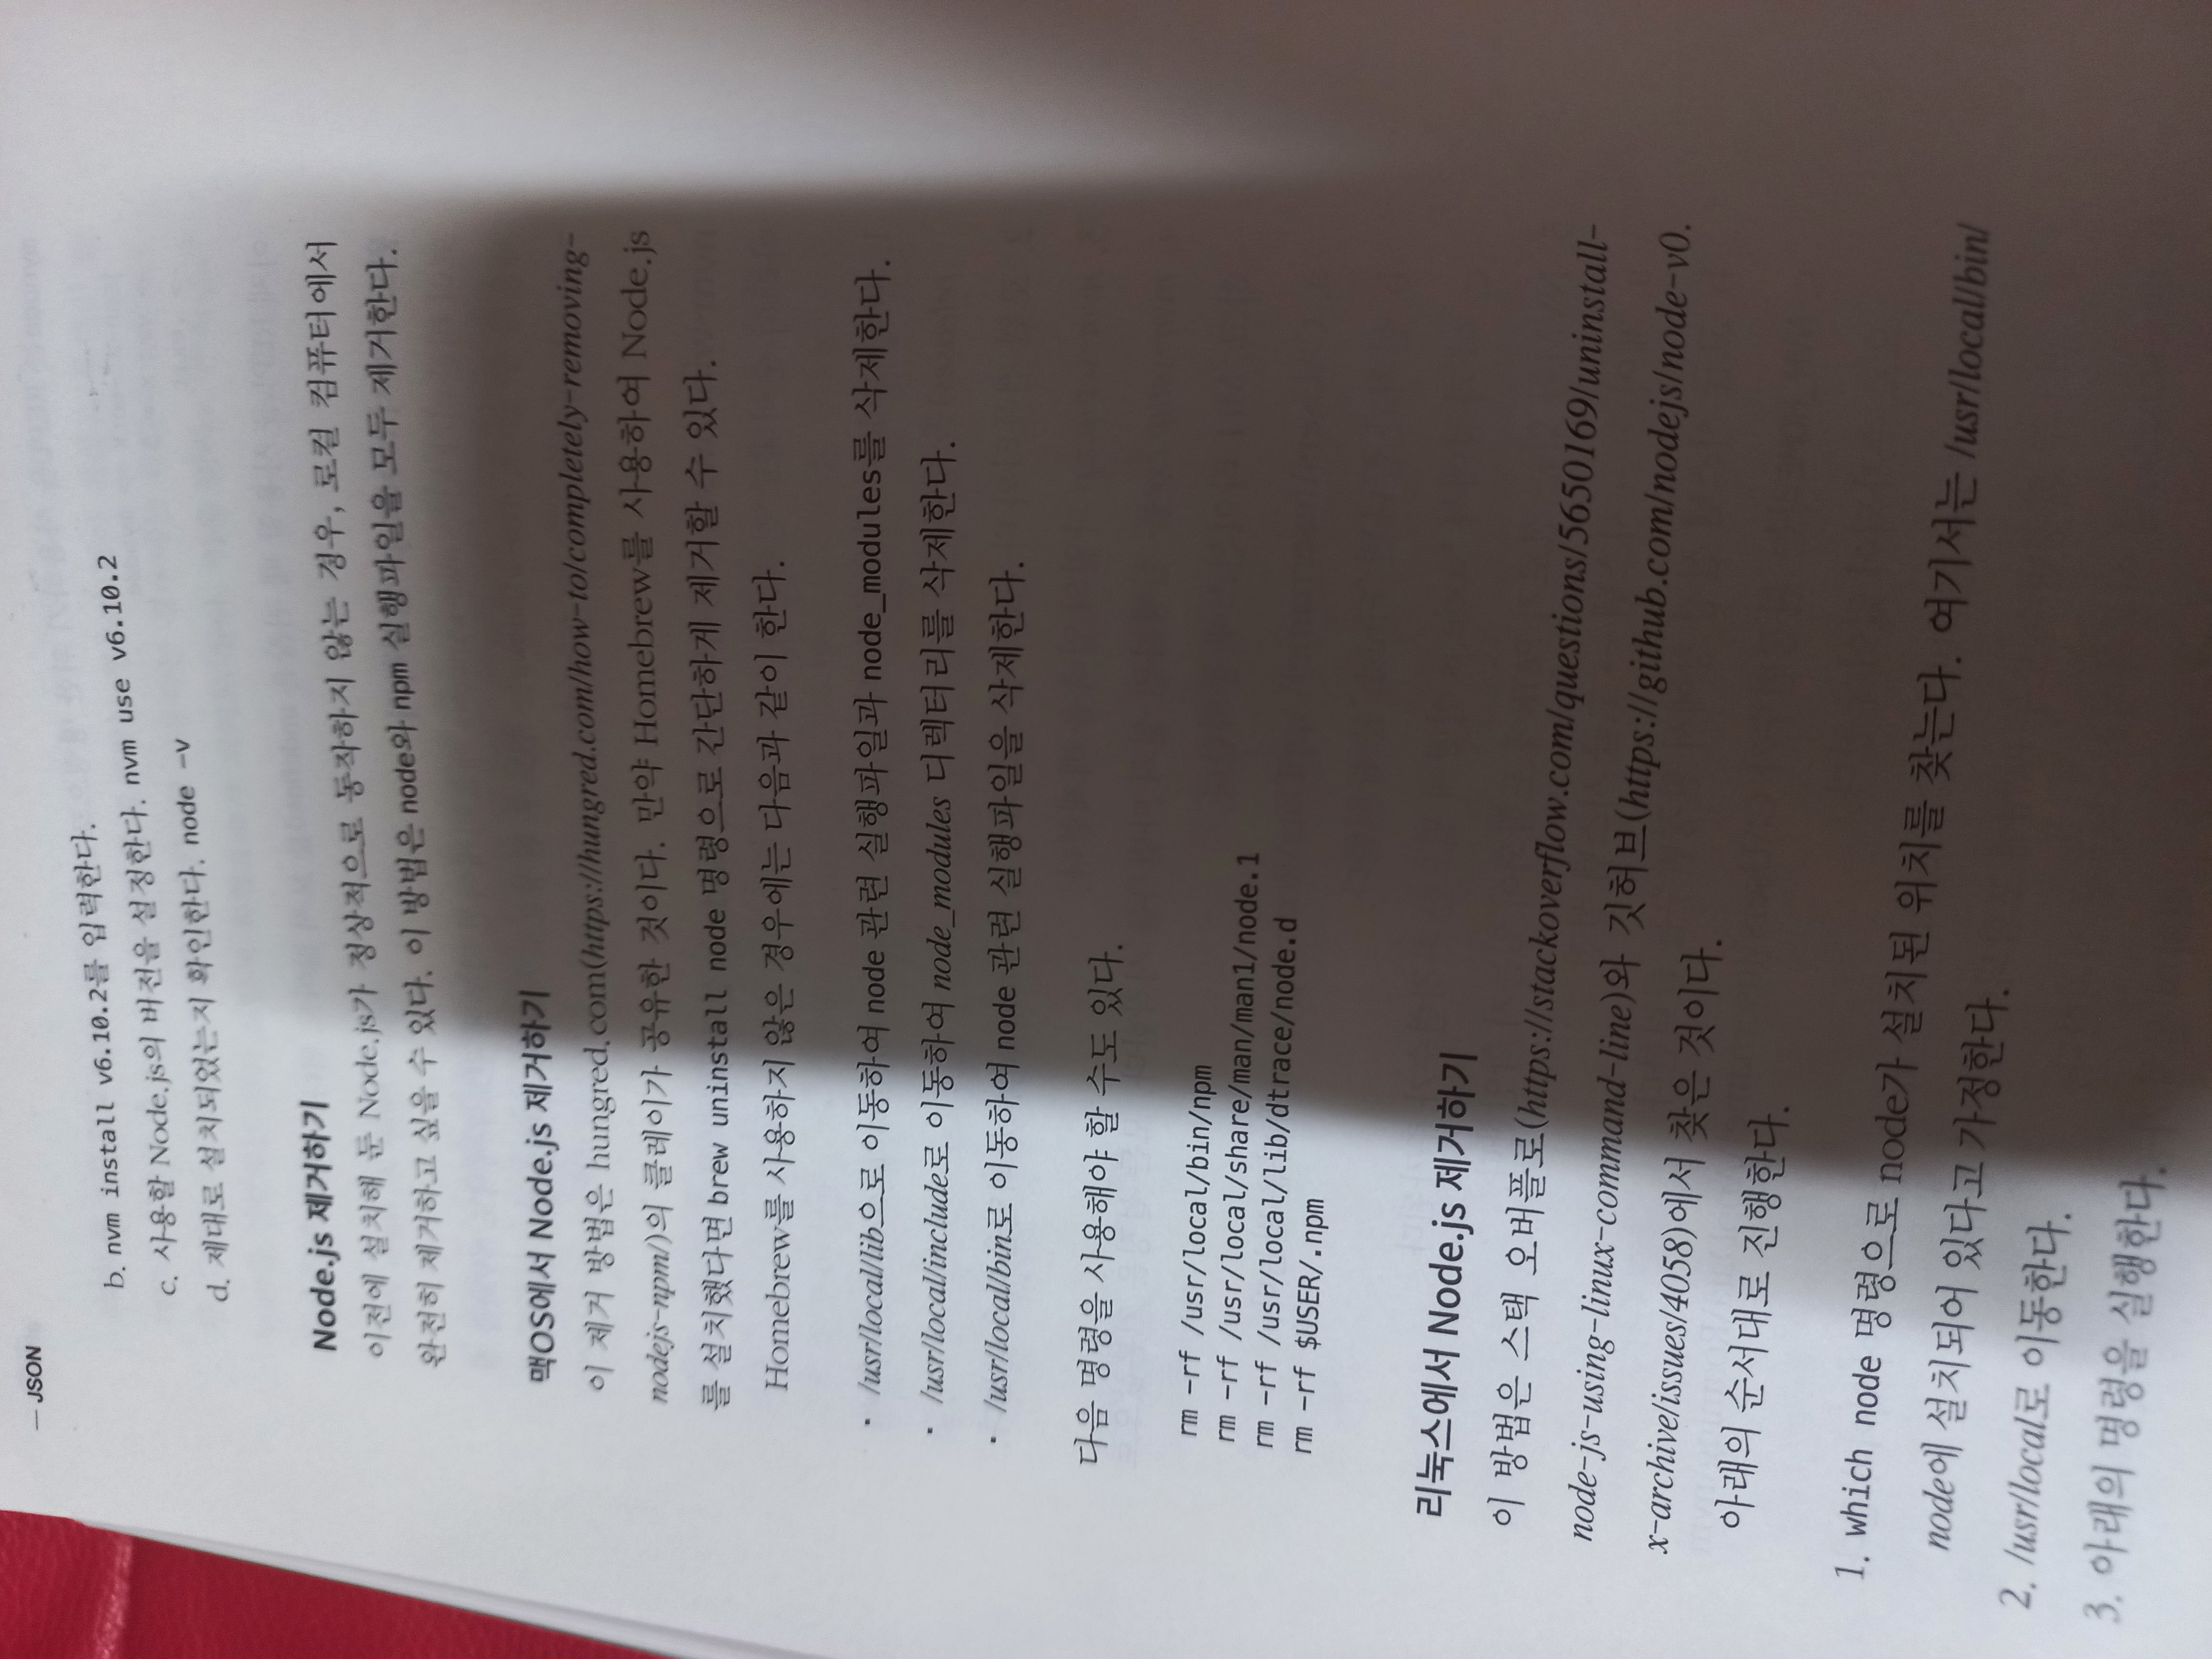 — JSON
b. nvm install v6.10.2를 입력한다.
c. 사용할 Node.js의 버전을 설정한다. nvm use v6.10.2
d. 제대로 설치되었는지 확인한다. node -v
Node.js 제거하기
이전에 설치해 둔 Node.js가 정상적으로 동작하지 않는 경우, 로컬 컴퓨터에서
완전히 제거하고 싶을 수 있다. 이 방법은 node와 npm 실행파일을 모두 제거한다.
맥OS에서 Node.js 제거하기
이 제거 방법은 hungred.com(https://hungred.com/how-to/completely-removing-
nodejs-npm/)의 클레이가 공유한 것이다. 만약 Homebrew를 사용하여 Node.js
를 설치했다면 brew uninstall node 명령으로 간단하게 제거할 수 있다.
Homebrew를 사용하지 않은 경우에는 다음과 같이 한다.
· /usr/local/lib으로 이동하여 node 관련 실행파일과 node_modules를 삭제한다.
· /usr/local/include로 이동하여 node_modules 디렉터리를 삭제한다.
· /usr/local/bin로 이동하여 node 관련 실행파일을 삭제한다.
다음 명령을 사용해야 할 수도 있다.
rm -rf /usr/local/bin/npm
rm -rf /usr/local/share/man/man1/node.1
rm -rf /usr/local/lib/dtrace/node.d
rm -rf $USER/.npm
리눅스에서 Node.js 제거하기
이 방법은 스택 오버플로(https://stackoverflow.com/questions/5650169/uninstall-
node-js-using-linux-command-line)와 깃허브(https://github.com/nodejs/node-v0.
x-archive/issues/4058)에서 찾은 것이다.
아래의 순서대로 진행한다.
1. which node 명령으로 node가 설치된 위치를 찾는다. 여기서는 /usr/local/bin/
node에 설치되어 있다고 가정한다.
2. /usr/local로 이동한다.
3. 아래의 명령을 실행한다.